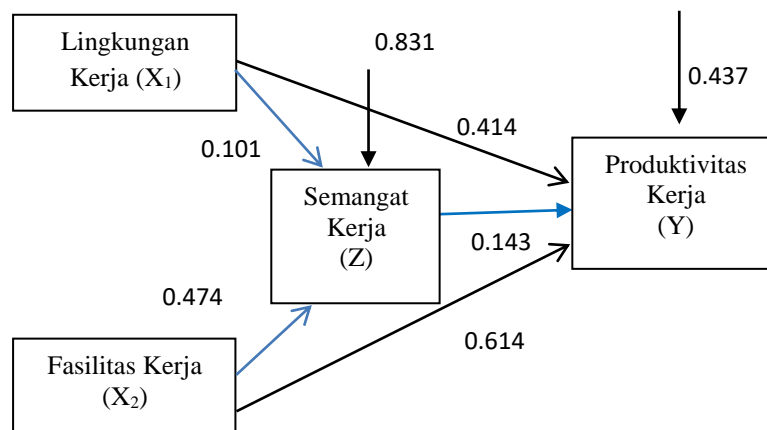 Lingkungan
Kerja (X₁)
0.831
0.437
0.414
0.101
Semangat
Kerja
(Z)
Produktivitas
Kerja
(Y)
0.143
0.474
0.614
Fasilitas Kerja
(X₂)